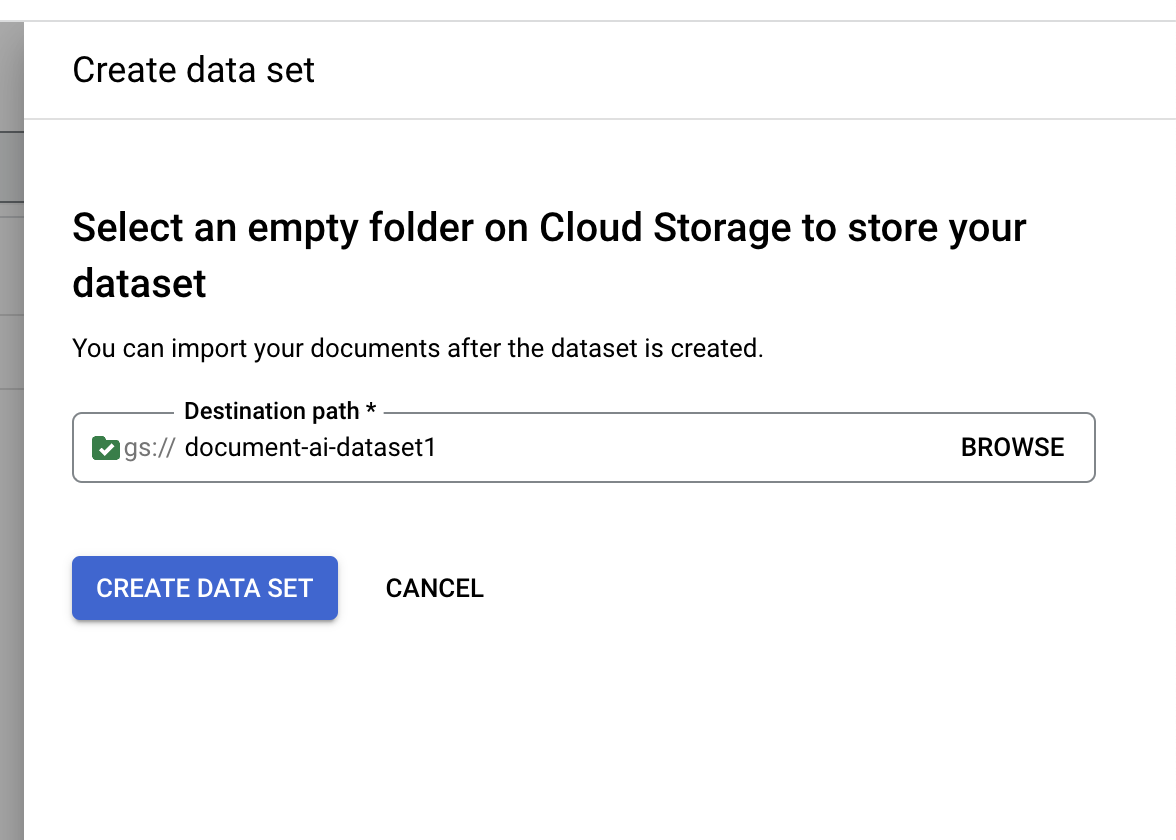 Create data set
Select an empty folder on Cloud Storage to store your
dataset
You can import your documents after the dataset is created.
Destination path *
gs:// document-ai-dataset1 BROWSE
CREATE DATA SET CANCEL